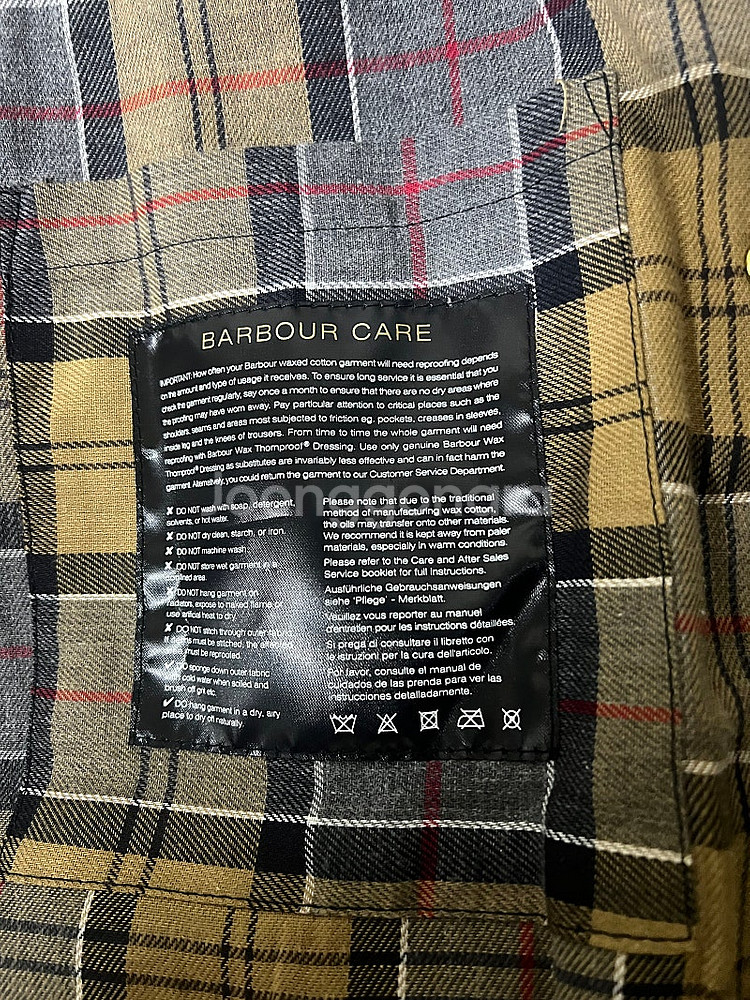 BARBOUR CARE
IMPORTANT: How often your Barbour waxed cotton garment will need reproofing depends
on the amount and type of usage it receives. To ensure long service it is essential that you
check the garment regularly, say once a month to ensure that there are no dry areas where
the proofing may have worn away. Pay particular attention to critical places such as the
shoulders, seams and areas most subjected to friction eg. pockets, creases in sleeves,
inside leg and the knees of trousers. From time to time the whole garment will need
reproofing with Barbour Wax Thornproof® Dressing. Use only genuine Barbour Wax
Thornproof® Dressing as substitutes are invariably less effective and can in fact harm the
garment. Alternatively, you could return the garment to our Customer Service Department.
✗ DO NOT wash with soap, detergent,
solvents, or hot water.
✗ DO NOT dry clean, starch, or iron.
✗ DO NOT machine wash
✗ DO NOT store wet garment in a
confined area.
DO NOT hang garment on
radiators, expose to naked flame or
use artificial heat to dry
✗ DO NOT stitch through outer
If must be stitched, the
must be reproofed
DO sponge down outer fabric
cold water when soiled and
brush off grit etc.
✓ DO hang garment in a dry, airy
place to dry off naturally
Please note that due to the traditional
method of manufacturing wax cotton,
the oils may transfer onto other materials.
We recommend it is kept away from paler
materials, especially in warm conditions.
Please refer to the Care and After Sales
Service booklet for full instructions.
Ausführliche Gebrauchsanweisungen
siehe 'Pflege' - Merkblatt.
Veuillez vous reporter au manuel
d'entretien pour les instructions détaillées.
Si prega di consultare il libretto con
le istruzioni per la cura dell'articolo.
Por favor, consulte el manual de
cuidados de las prenda para ver las
instrucciones detalladamente.